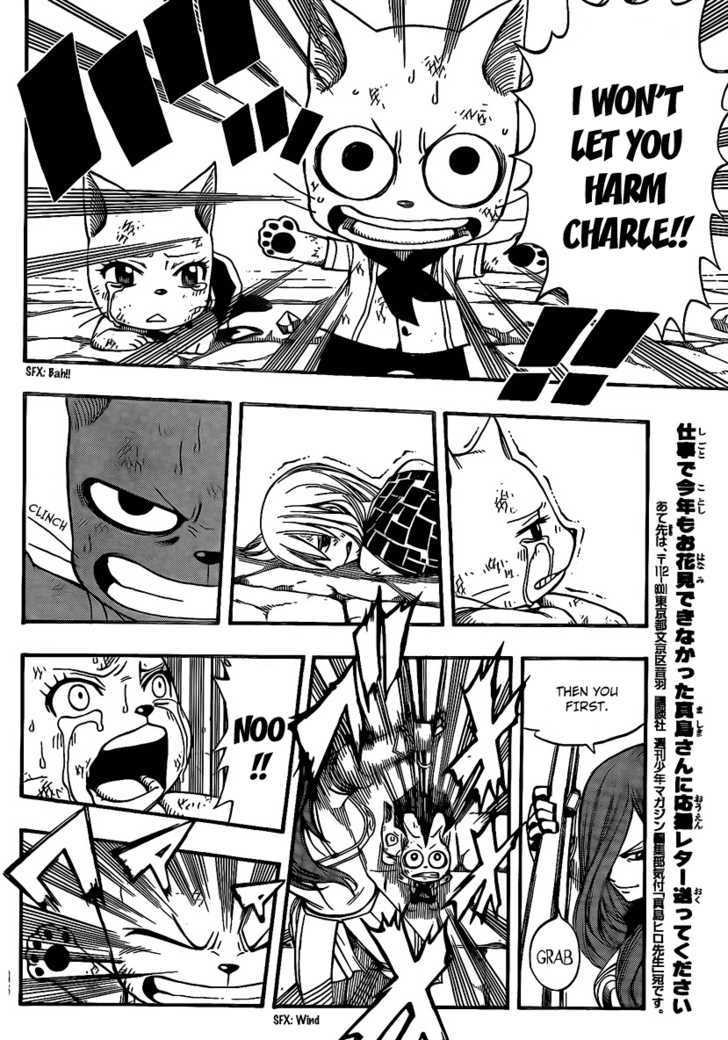 I WON'T
LET YOU
HARM
CHARLE!!
!!
SFX: Bah!!
CLINCH
THEN YOU
FIRST.
GRAB
SFX: Wind
NOO
!!
仕事で今年もお花見できなかった真島さんに応援レター送ってください
あて先は、〒112-8001東京都文京区音羽 講談社 週刊少年マガジン編集部気付「真島ヒロ先生」宛です。